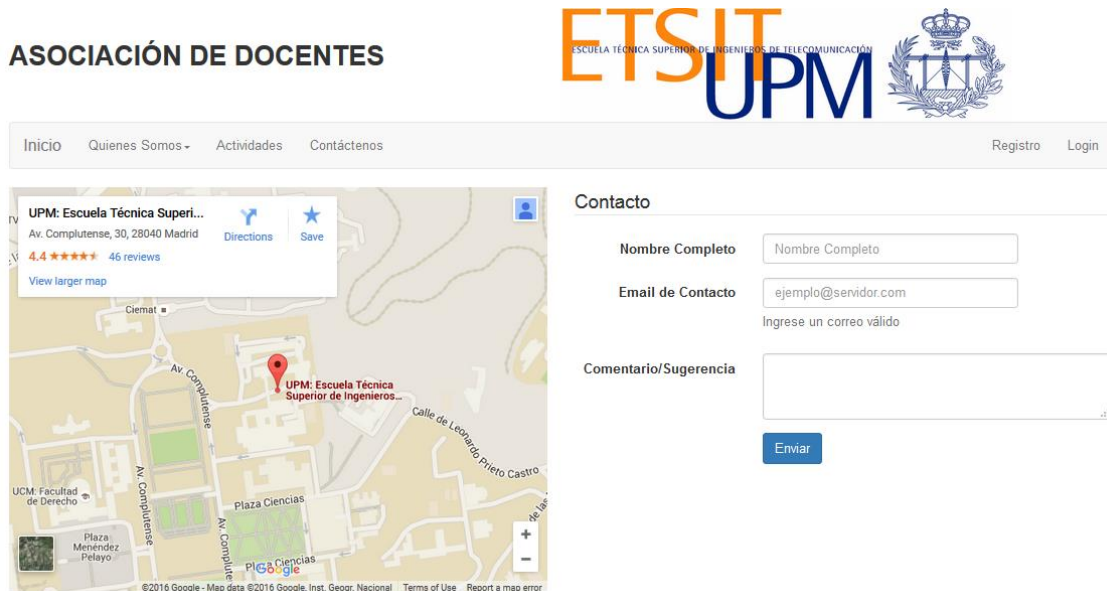 ASOCIACIÓN DE DOCENTES
ETSIT
ESCUELA TÉCNICA SUPERIOR DE INGENIEROS DE TELECOMUNICACIÓN
UPM
Inicio Quienes Somos Actividades Contáctenos Registro Login
UPM: Escuela Técnica Superi...
Av. Complutense, 30, 28040 Madrid
4.4 46 reviews
View larger map
Directions Save
Ciemat
Av. Complutense
UPM: Escuela Técnica
Superior de Ingenieros...
Calle de Leonardo Prieto Castro
UCM: Facultad
de Derecho
Av. Complutense
Plaza Ciencias
Av. Complutense
Plaza
Menéndez
Pelayo
Plaza Ciencias
de las
Google
©2016 Google - Map data ©2016 Google, Inst. Geogr. Nacional Terms of Use Report a map error
Contacto
Nombre Completo Nombre Completo
Email de Contacto ejemplo@servidor.com
Ingrese un correo válido
Comentario/Sugerencia
Enviar